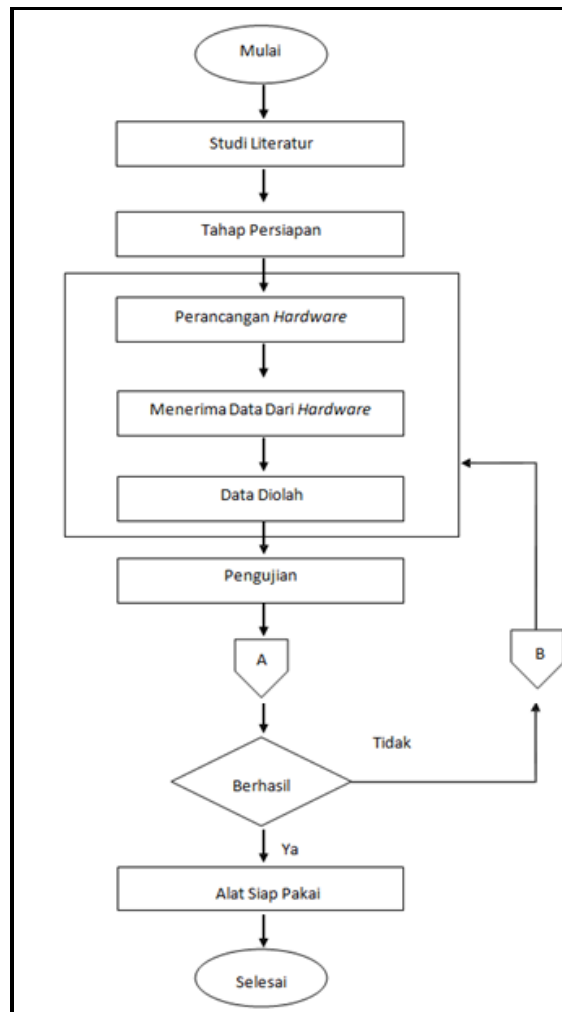 Mulai
Studi Literatur
Tahap Persiapan
Perancangan Hardware
Menerima Data Dari Hardware
Data Diolah
Pengujian
A
B
Tidak
Berhasil
Ya
Alat Siap Pakai
Selesai